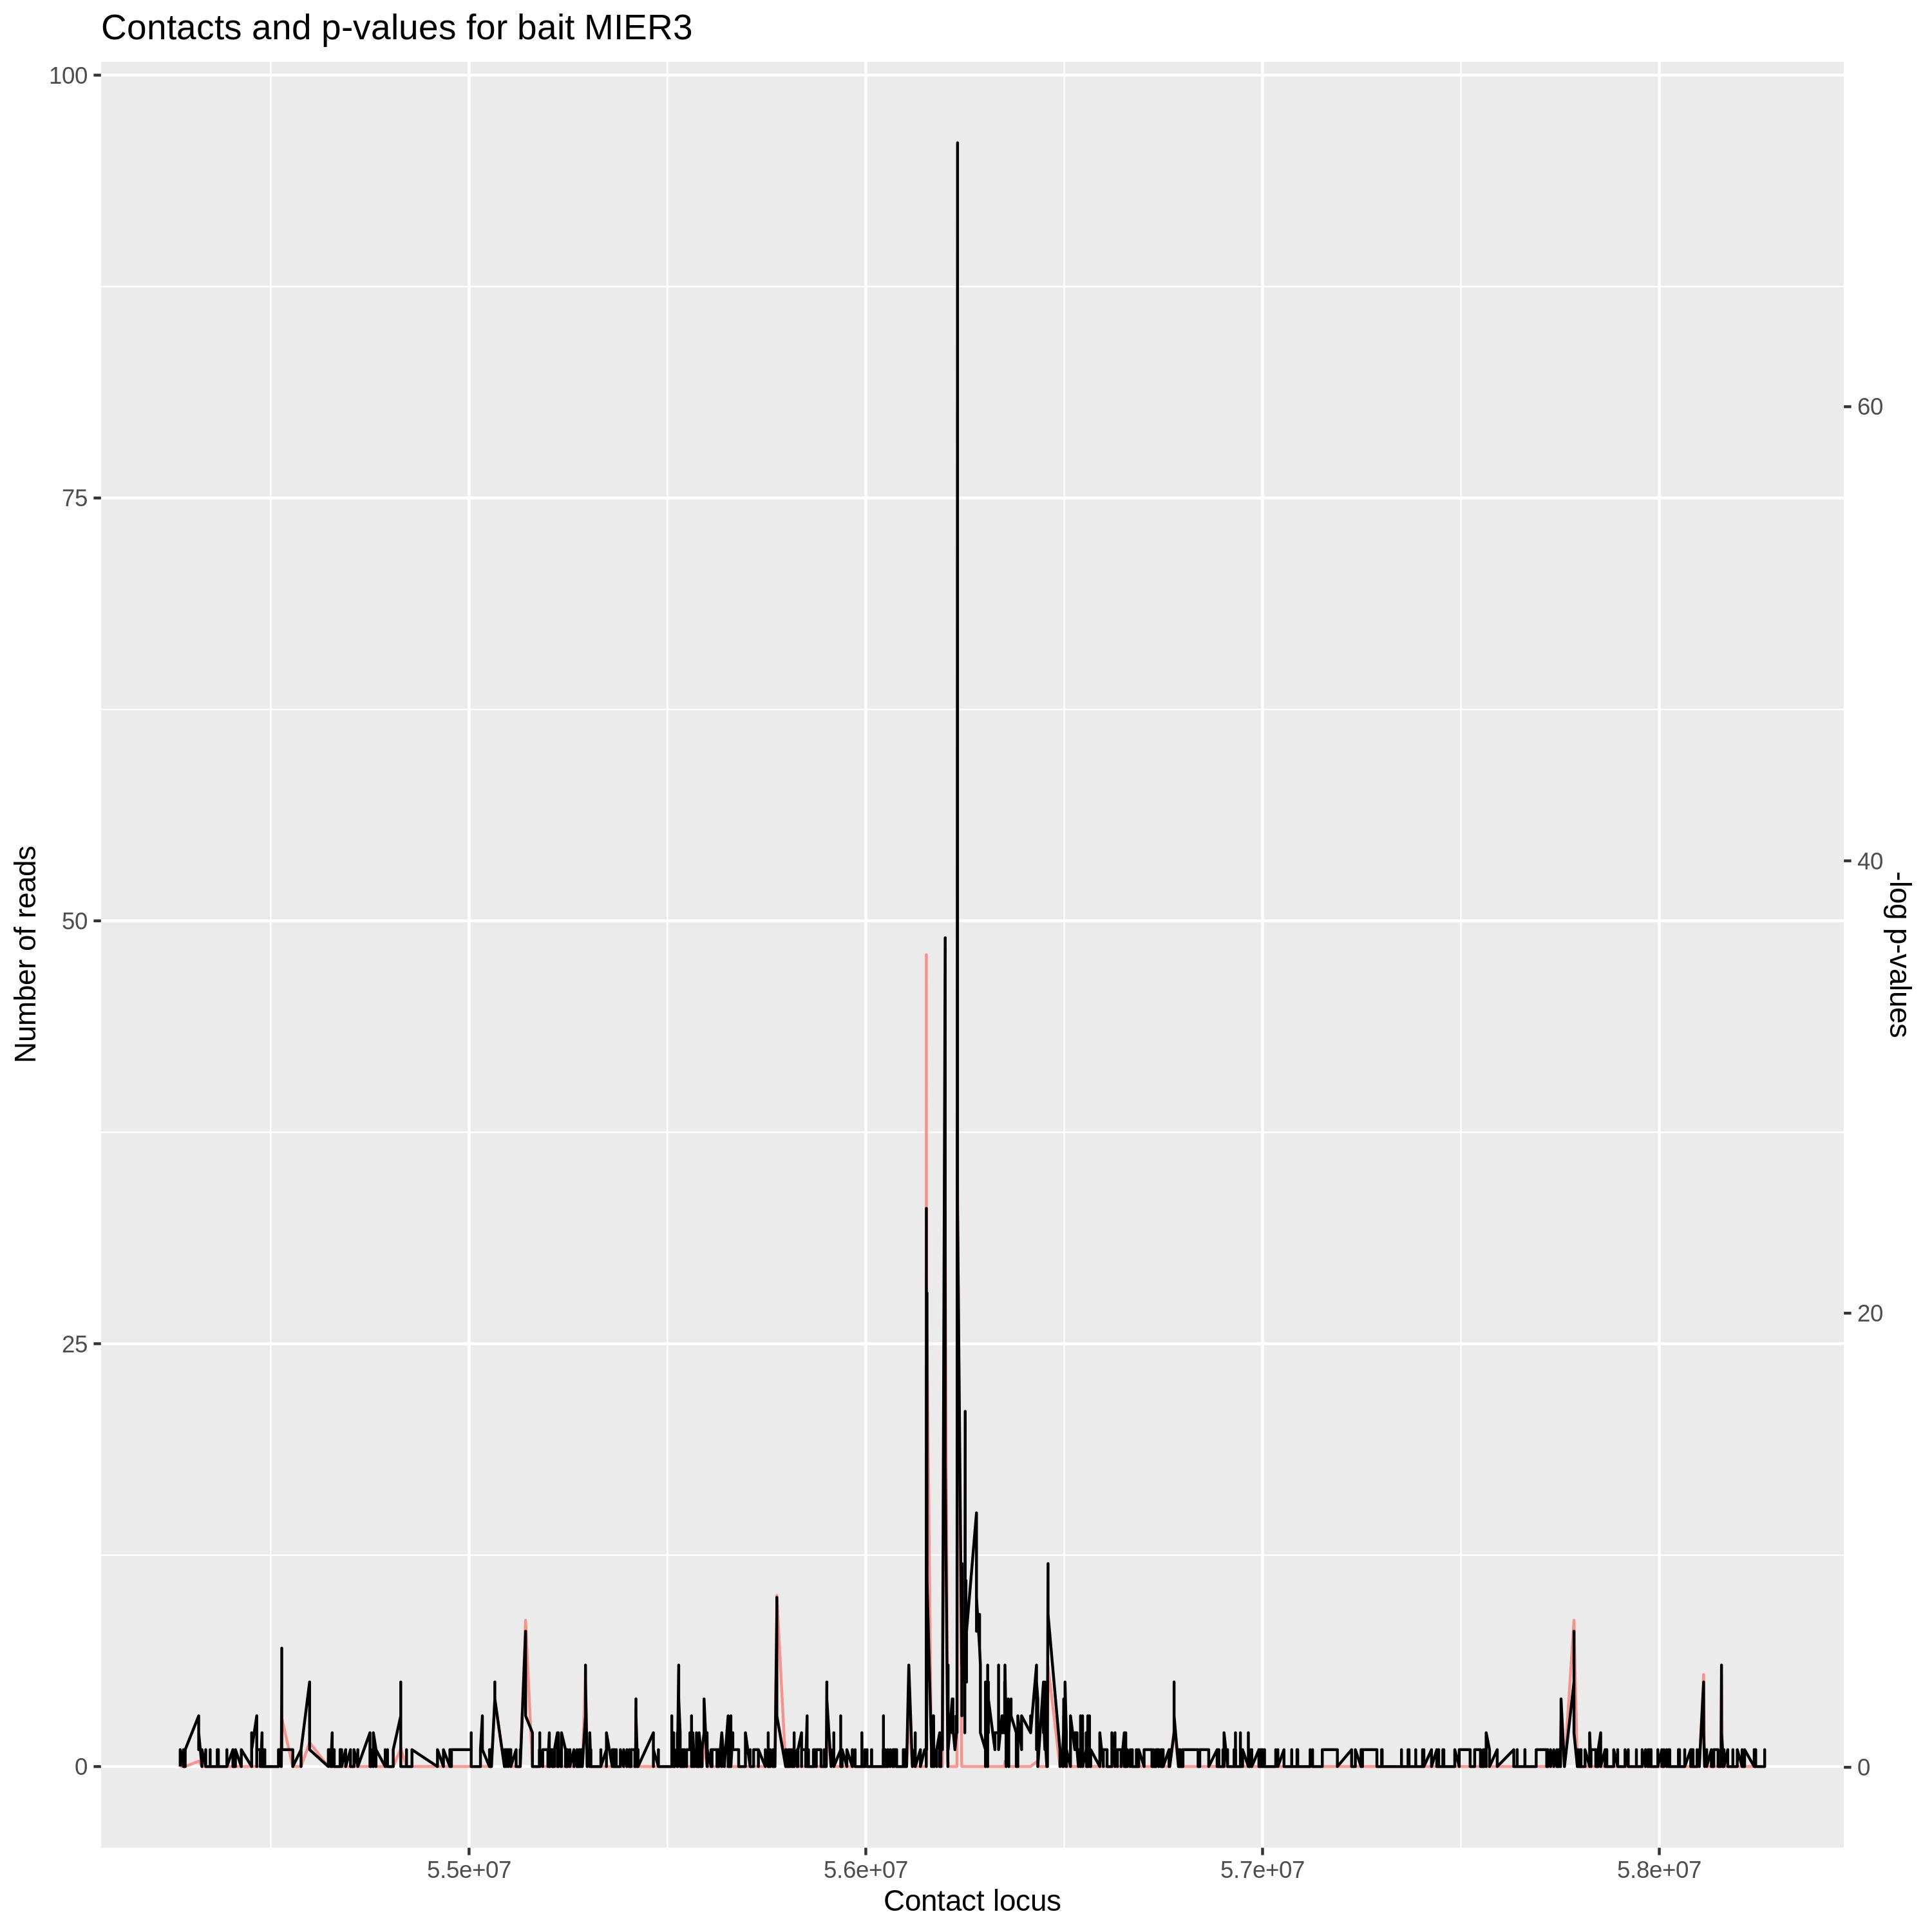 Contacts and p-values for bait MIER3
100
75
50
25
0
Number of reads
60
40
20
0
-log p-values
5.5e+07 5.6e+07 5.7e+07 5.8e+07
Contact locus